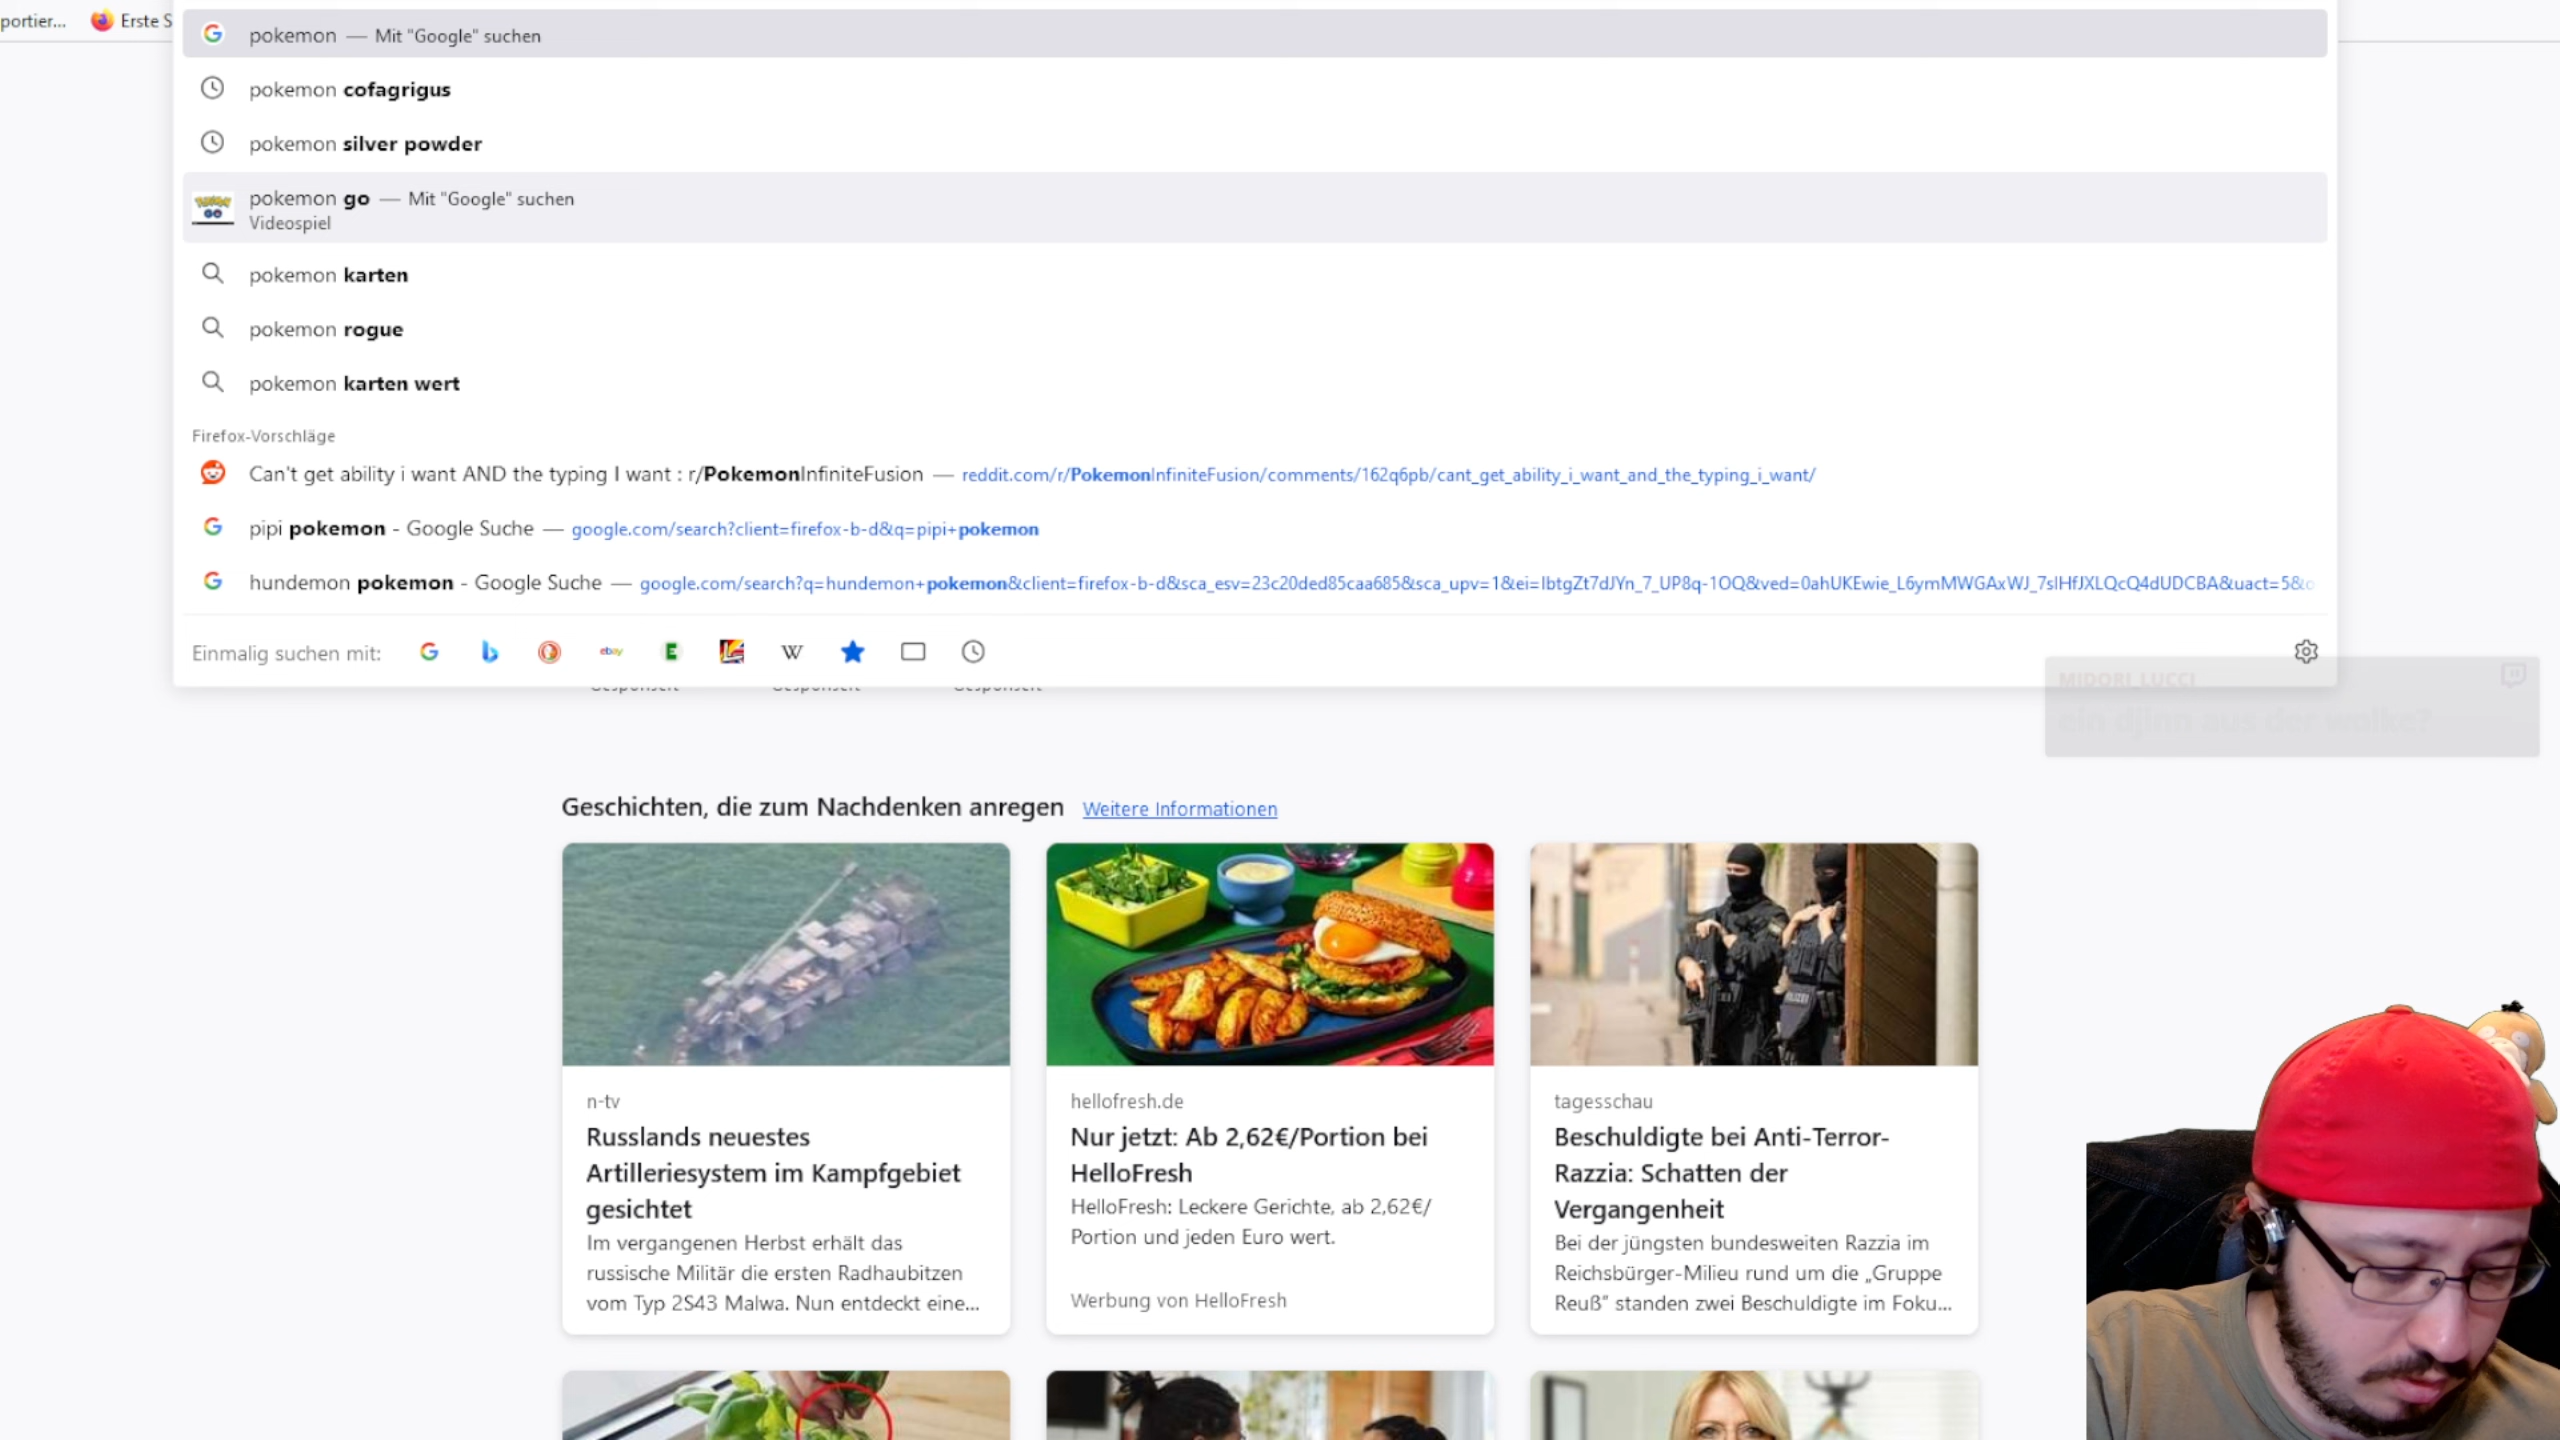 portier...
Erste S
pokemon — Mit "Google" suchen
pokemon cofagrigus
pokemon silver powder
pokemon go — Mit "Google" suchen
Videospiel
pokemon karten
pokemon rogue
pokemon karten wert
Firefox-Vorschläge
Can't get ability i want AND the typing I want : r/PokemonInfiniteFusion — reddit.com/r/PokemonInfiniteFusion/comments/162q6pb/cant_get_ability_i_want_and_the_typing_i_want/
pipi pokemon - Google Suche — google.com/search?client=firefox-b-d&q=pipi+pokemon
hundemon pokemon - Google Suche — google.com/search?q=hundemon+pokemon&client=firefox-b-d&sca_esv=23c20ded85caa685&sca_upv=1&ei=lbtgZt7dJYn_7_UP8q-1OQ&ved=0ahUKEwie_L6ymMWGAxWJ_7sIHfJXLQcQ4dUDCBA&uact=5&o
Einmalig suchen mit:
ebay
MIDORI_LUCCI
ein djinn aus der wolke?
Geschichten, die zum Nachdenken anregen Weitere Informationen
n-tv
Russlands neuestes
Artilleriesystem im Kampfgebiet
gesichtet
Im vergangenen Herbst erhält das
russische Militär die ersten Radhaubitzen
vom Typ 2S43 Malwa. Nun entdeckt eine...
hellofresh.de
Nur jetzt: Ab 2,62€/Portion bei
HelloFresh
HelloFresh: Leckere Gerichte, ab 2,62€/
Portion und jeden Euro wert.
Werbung von HelloFresh
tagesschau
Beschuldigte bei Anti-Terror-
Razzia: Schatten der
Vergangenheit
Bei der jüngsten bundesweiten Razzia im
Reichsbürger-Milieu rund um die „Gruppe
Reuß" standen zwei Beschuldigte im Foku...